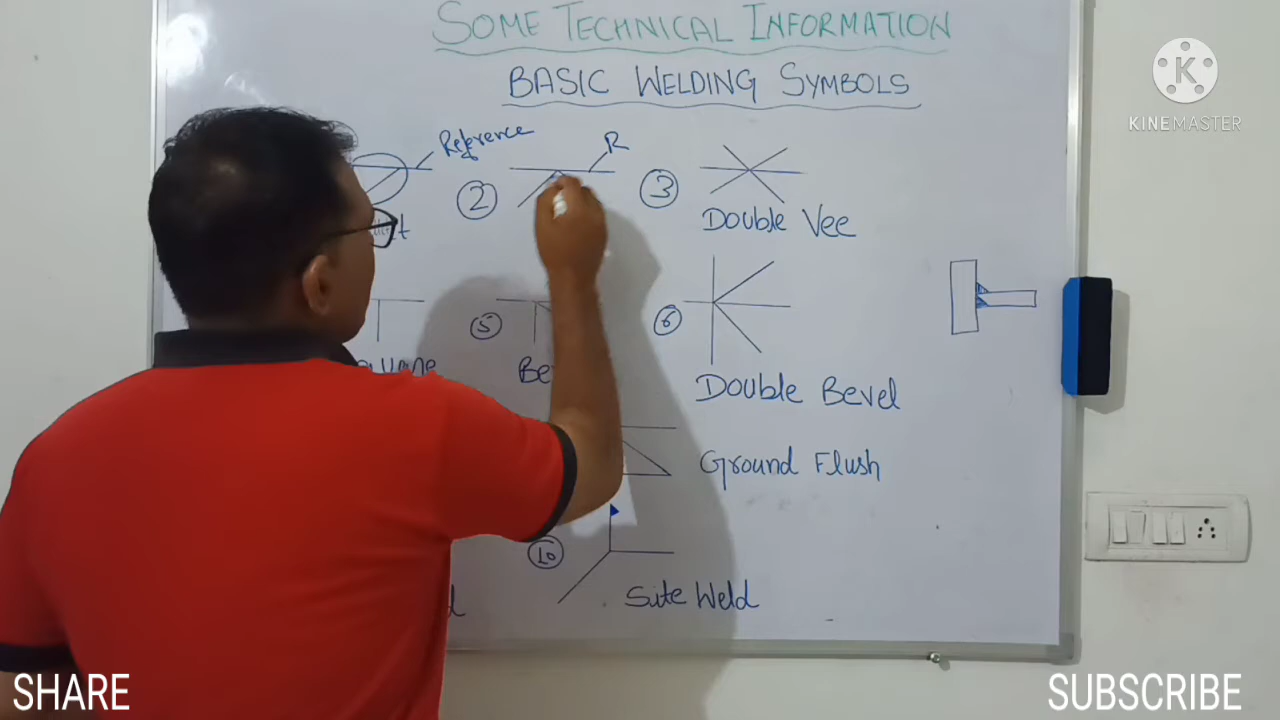 SOME TECHNICAL INFORMATION
BASIC WELDING SYMBOLS
K
KINEMASTER
Reference
R
2
3
Double Vee
5
6
Double Bevel
Ground Flush
10
Site Weld
SHARE
SUBSCRIBE